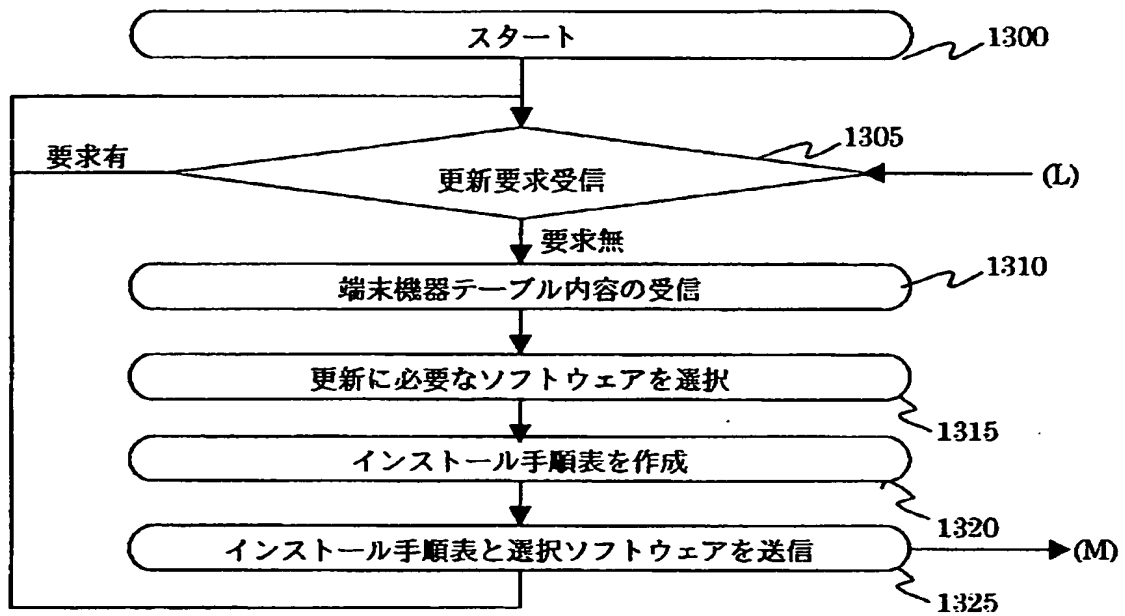 スタート
1300
要求有
1305
更新要求受信
(L)
要求無
1310
端末機器テーブル内容の受信
更新に必要なソフトウェアを選択
1315
インストール手順表を作成
1320
インストール手順表と選択ソフトウェアを送信
(M)
1325